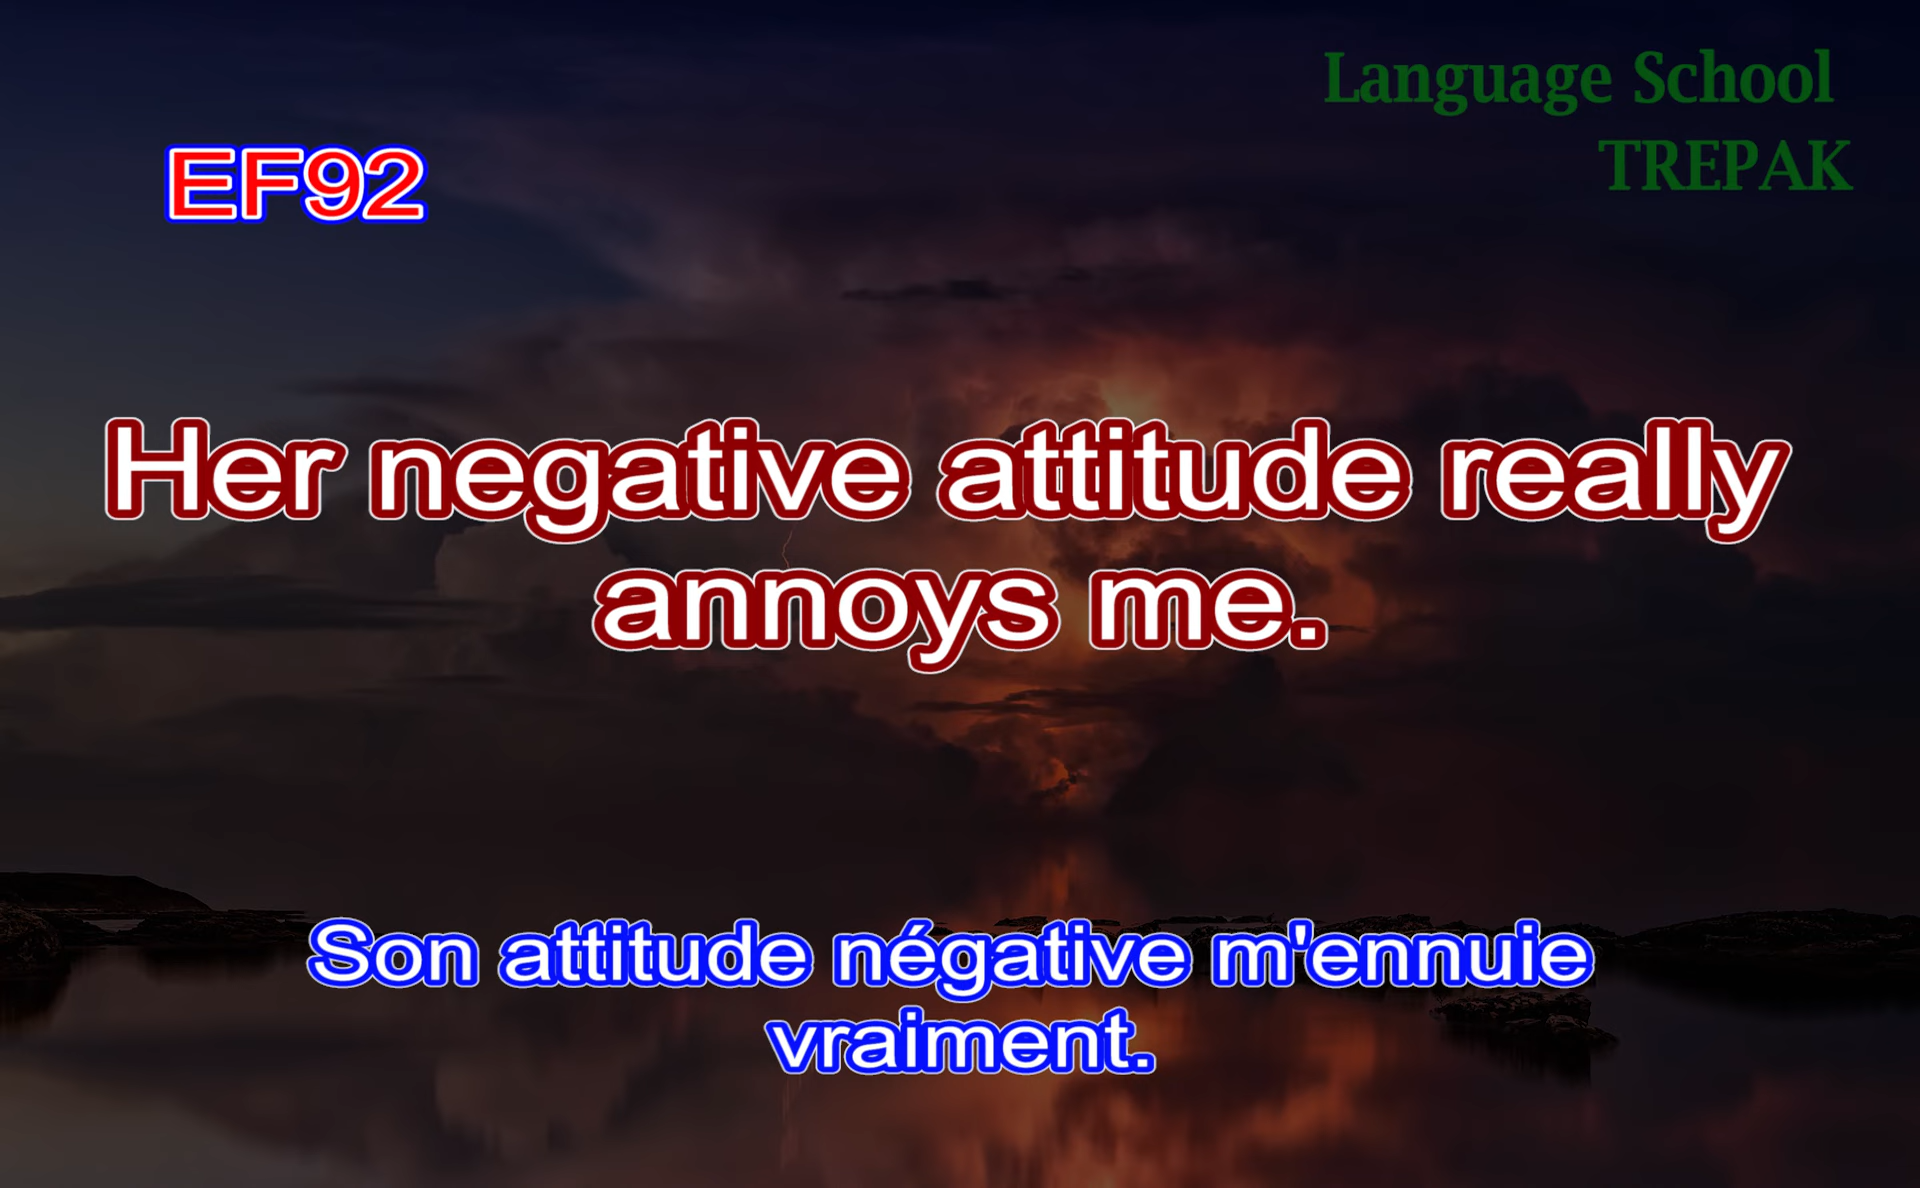 Language School
TREPAK
EF92
Her negative attitude really
annoys me.
Son attitude négative m'ennuie
vraiment.